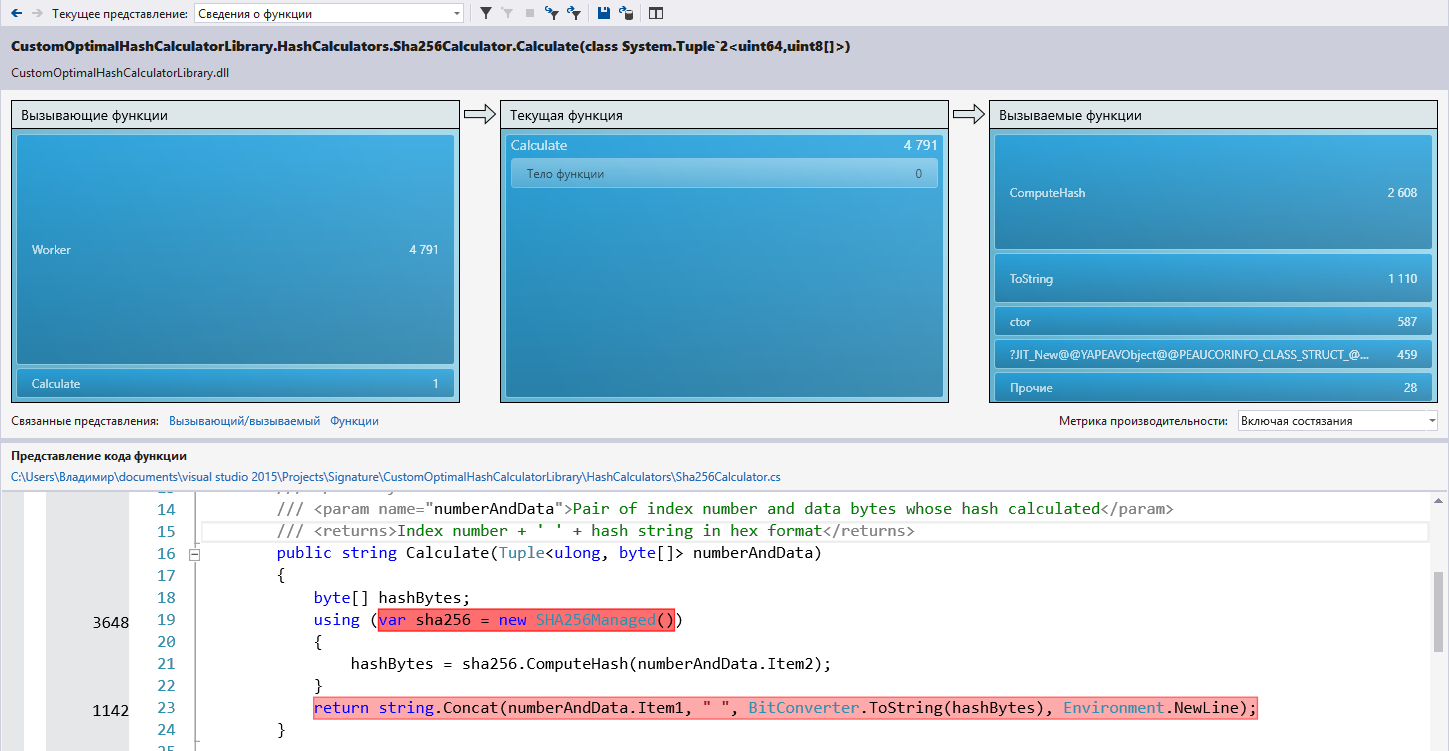 Текущее представление: Сведения о функции
CustomOptimalHashCalculatorLibrary.HashCalculators.Sha256Calculator.Calculate(class System.Tuple`2<uint64,uint8[]>)
CustomOptimalHashCalculatorLibrary.dll
Вызывающие функции
Worker 4 791
Calculate 1
Текущая функция
Calculate 4 791
Тело функции 0
Вызываемые функции
ComputeHash 2 608
ToString 1 110
ctor 587
?JIT_New@@YAPEAVObject@@PEAUCORINFO_CLASS_STRUCT_@... 459
Прочие 28
Связанные представления: Вызывающий/вызываемый Функции
Метрика производительности: Включая состязания
Представление кода функции
C:\Users\Владимир\documents\visual studio 2015\Projects\Signature\CustomOptimalHashCalculatorLibrary\HashCalculators\Sha256Calculator.cs
14 /// <param name="numberAndData">Pair of index number and data bytes whose hash calculated</param>
15 /// <returns>Index number + ' ' + hash string in hex format</returns>
16 public string Calculate(Tuple<ulong, byte[]> numberAndData)
17 {
18 byte[] hashBytes;
3648 19 using (var sha256 = new SHA256Managed())
20 {
21 hashBytes = sha256.ComputeHash(numberAndData.Item2);
22 }
1142 23 return string.Concat(numberAndData.Item1, " ", BitConverter.ToString(hashBytes), Environment.NewLine);
24 }